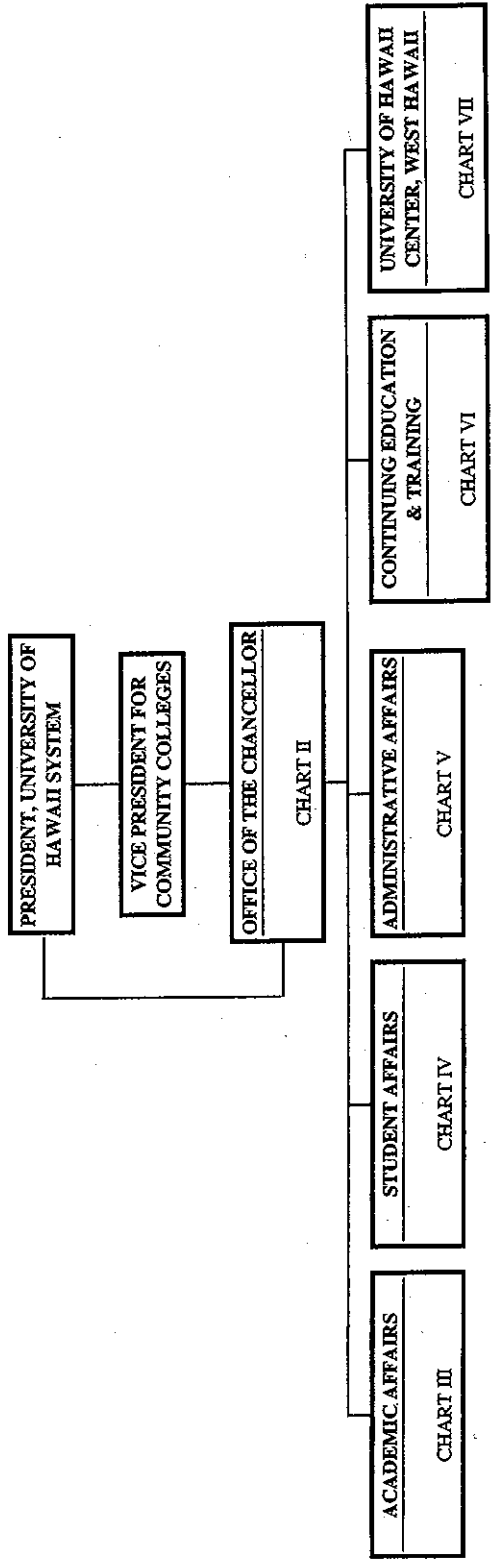 PRESIDENT, UNIVERSITY OF
HAWAII SYSTEM
VICE PRESIDENT FOR
COMMUNITY COLLEGES
OFFICE OF THE CHANCELLOR
CHART II
ACADEMIC AFFAIRS
CHART III
STUDENT AFFAIRS
CHART IV
ADMINISTRATIVE AFFAIRS
CHART V
CONTINUING EDUCATION
& TRAINING
CHART VI
UNIVERSITY OF HAWAII
CENTER, WEST HAWAII
CHART VII